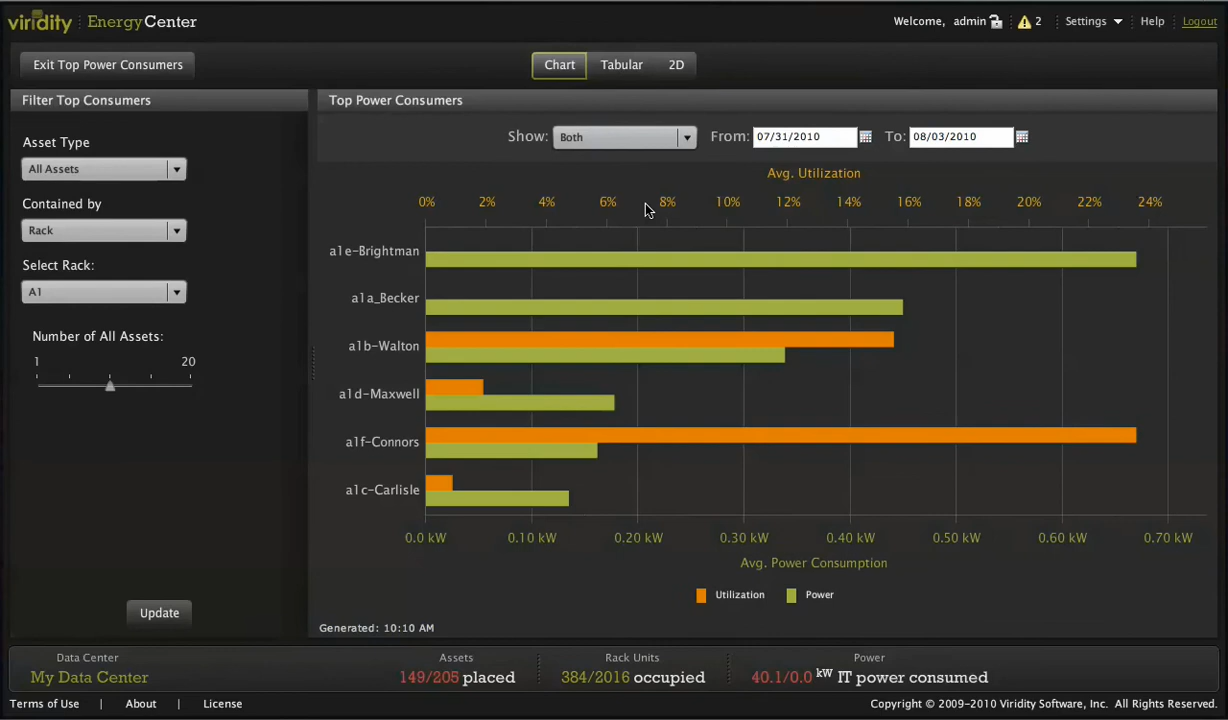 viridity EnergyCenter
Welcome, admin 2 Settings Help Logout
Exit Top Power Consumers
Chart Tabular 2D
Filter Top Consumers
Asset Type
All Assets
Contained by
Rack
Select Rack:
A1
Number of All Assets:
1 20
Update
Top Power Consumers
Show: Both From: 07/31/2010 To: 08/03/2010
Avg. Utilization
0% 2% 4% 6% 8% 10% 12% 14% 16% 18% 20% 22% 24%
a1e-Brightman
a1a_Becker
a1b-Walton
a1d-Maxwell
a1f-Connors
a1c-Carlisle
0.0 kW 0.10 kW 0.20 kW 0.30 kW 0.40 kW 0.50 kW 0.60 kW 0.70 kW
Avg. Power Consumption
Utilization Power
Generated: 10:10 AM
Data Center Assets Rack Units Power
My Data Center 149/205 placed 384/2016 occupied 40.1/0.0 kW IT power consumed
Terms of Use | About | License Copyright © 2009-2010 Viridity Software, Inc. All Rights Reserved.